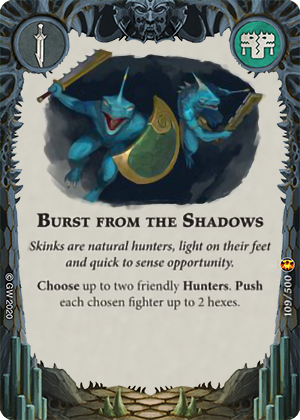 BURST FROM THE SHADOWS
Skinks are natural hunters, light on their feet
and quick to sense opportunity.
Choose up to two friendly Hunters. Push
each chosen fighter up to 2 hexes.
© GW 2020
109/500